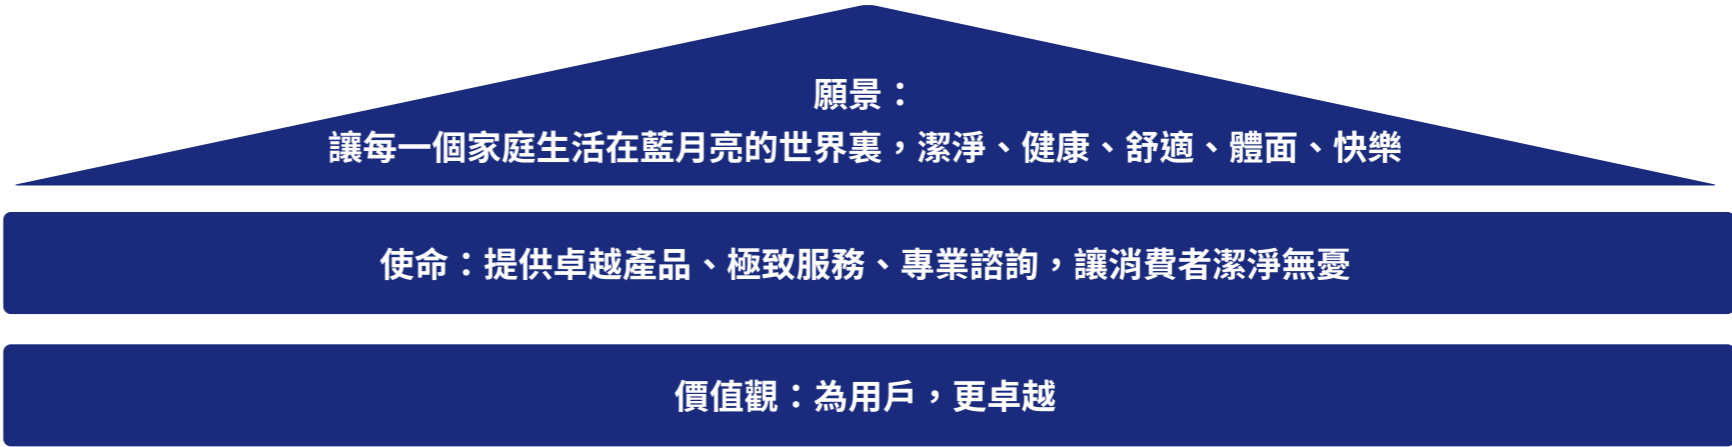 願景：
讓每一個家庭生活在藍月亮的世界裏，潔淨、健康、舒適、體面、快樂
使命：提供卓越產品、極致服務、專業諮詢，讓消費者潔淨無憂
價值觀：為用戶，更卓越